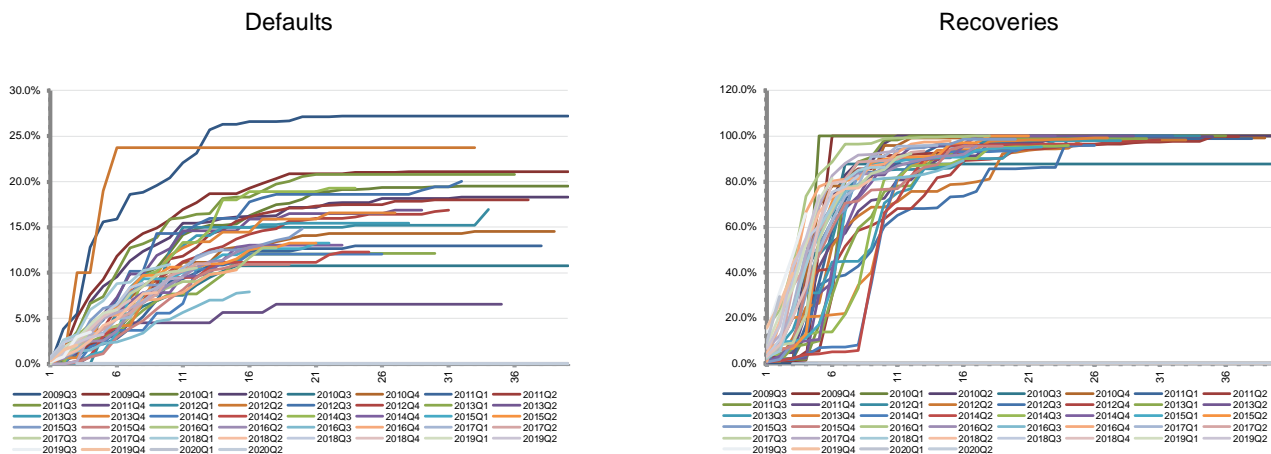 Defaults
30.0%
25.0%
20.0%
15.0%
10.0%
5.0%
0.0%
1 6 11 16 21 26 31 36
2009Q3 2009Q4 2010Q1 2010Q2 2010Q3 2010Q4 2011Q1 2011Q2
2011Q3 2011Q4 2012Q1 2012Q2 2012Q3 2012Q4 2013Q1 2013Q2
2013Q3 2013Q4 2014Q1 2014Q2 2014Q3 2014Q4 2015Q1 2015Q2
2015Q3 2015Q4 2016Q1 2016Q2 2016Q3 2016Q4 2017Q1 2017Q2
2017Q3 2017Q4 2018Q1 2018Q2 2018Q3 2018Q4 2019Q1 2019Q2
2019Q3 2019Q4 2020Q1 2020Q2
Recoveries
120.0%
100.0%
80.0%
60.0%
40.0%
20.0%
0.0%
1 6 11 16 21 26 31 36
2009Q3 2009Q4 2010Q1 2010Q2 2010Q3 2010Q4 2011Q1 2011Q2
2011Q3 2011Q4 2012Q1 2012Q2 2012Q3 2012Q4 2013Q1 2013Q2
2013Q3 2013Q4 2014Q1 2014Q2 2014Q3 2014Q4 2015Q1 2015Q2
2015Q3 2015Q4 2016Q1 2016Q2 2016Q3 2016Q4 2017Q1 2017Q2
2017Q3 2017Q4 2018Q1 2018Q2 2018Q3 2018Q4 2019Q1 2019Q2
2019Q3 2019Q4 2020Q1 2020Q2